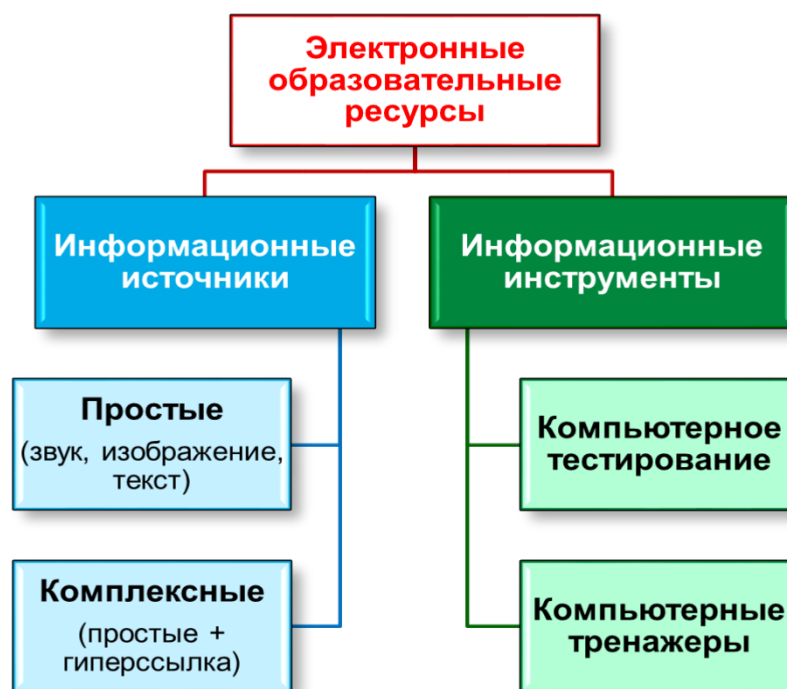 Электронные
образовательные
ресурсы
Информационные
источники
Информационные
инструменты
Простые
(звук, изображение,
текст)
Компьютерное
тестирование
Комплексные
(простые +
гиперссылка)
Компьютерные
тренажеры